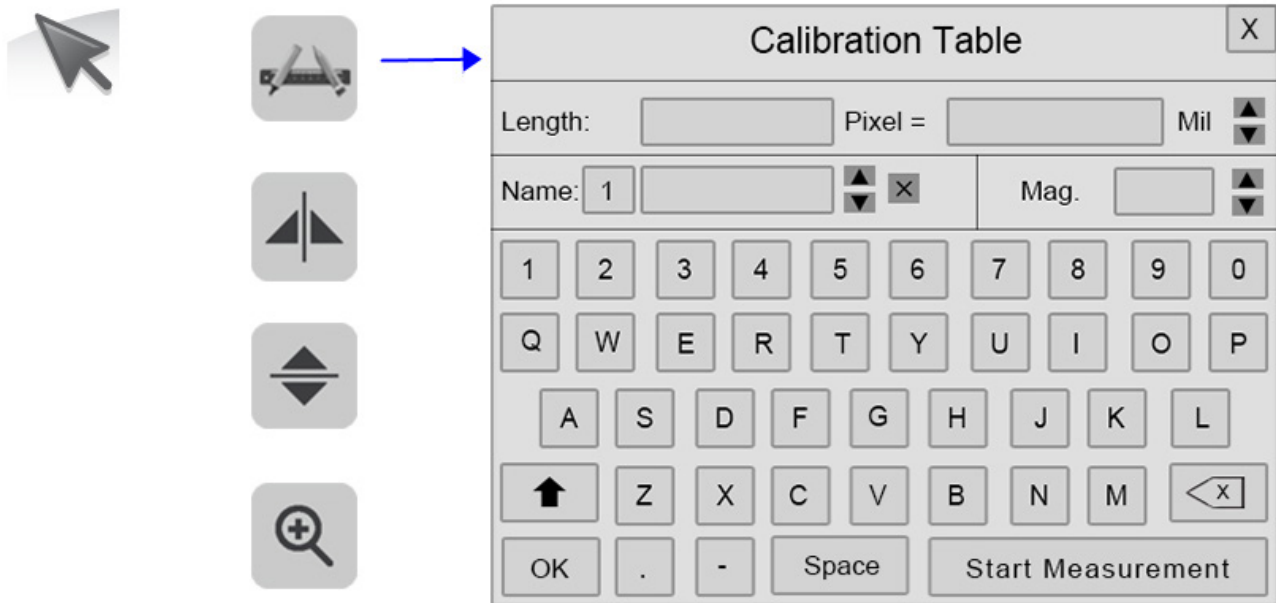 Calibration Table X
Length: Pixel = Mil
Name: 1 X Mag.
1 2 3 4 5 6 7 8 9 0
Q W E R T Y U I O P
A S D F G H J K L
Z X C V B N M X
OK . - Space Start Measurement